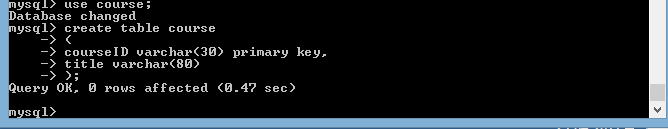 mysql> use course;
Database changed
mysql> create table course
    -> (
    -> courseID varchar(30) primary key,
    -> title varchar(80)
    -> );
Query OK, 0 rows affected (0.47 sec)
mysql>